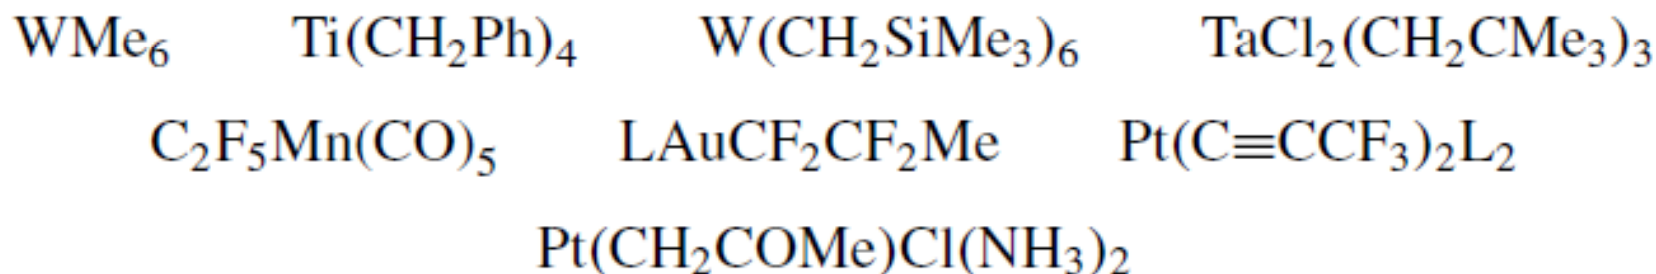 WMe₆ Ti(CH₂Ph)₄ W(CH₂SiMe₃)₆ TaCl₂(CH₂CMe₃)₃
C₂F₅Mn(CO)₅ LAuCF₂CF₂Me Pt(C≡CCF₃)₂L₂
Pt(CH₂COMe)Cl(NH₃)₂